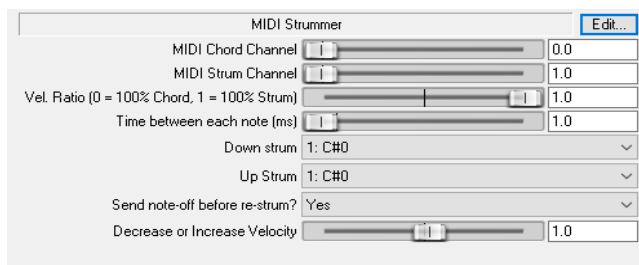 MIDI Strummer Edit...
MIDI Chord Channel 0.0
MIDI Strum Channel 1.0
Vel. Ratio (0 = 100% Chord, 1 = 100% Strum) 1.0
Time between each note (ms) 1.0
Down strum 1: C#0
Up Strum 1: C#0
Send note-off before re-strum? Yes
Decrease or Increase Velocity 1.0